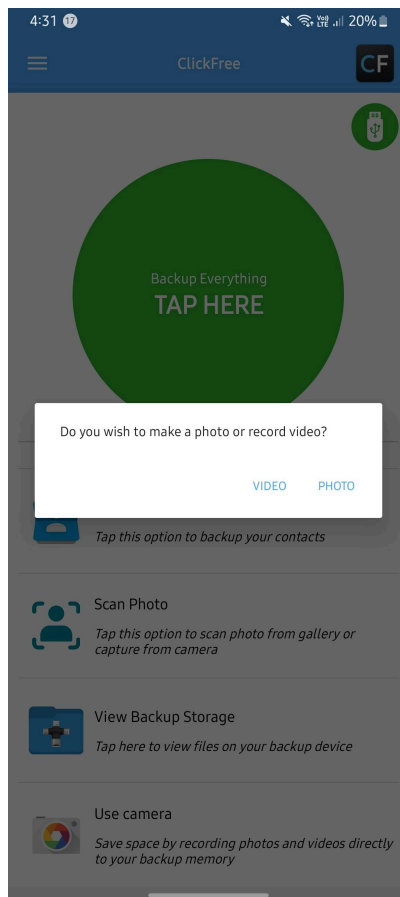 4:31 17 Vo) LTE 20%
ClickFree CF
Backup Everything
TAP HERE
Do you wish to make a photo or record video?
VIDEO PHOTO
Tap this option to backup your contacts
Scan Photo
Tap this option to scan photo from gallery or
capture from camera
View Backup Storage
Tap here to view files on your backup device
Use camera
Save space by recording photos and videos directly
to your backup memory